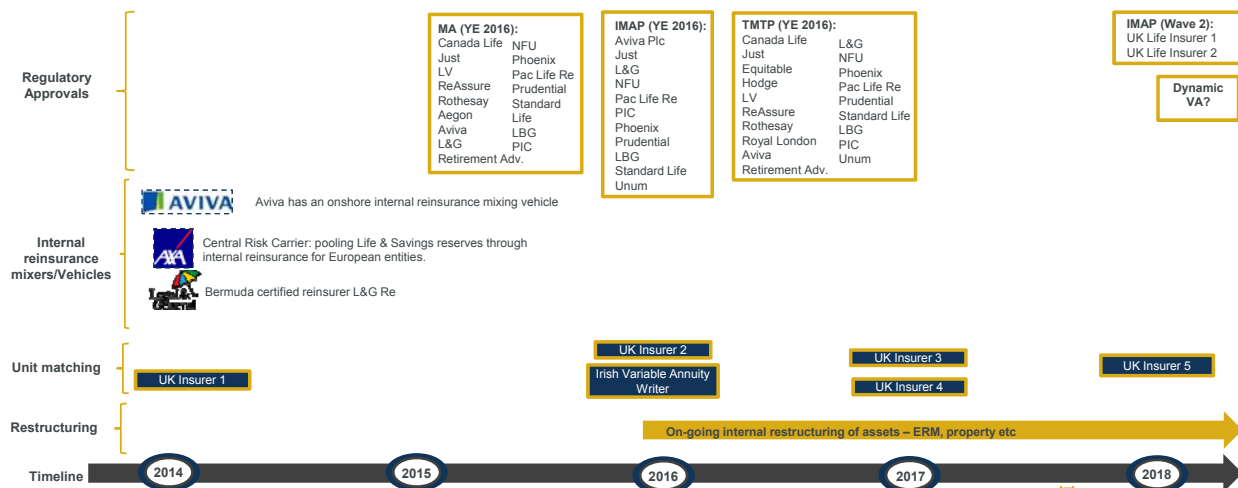 Regulatory
Approvals
MA (YE 2016):
Canada Life
Just
LV
ReAssure
Rothesay
Aegon
Aviva
L&G
Retirement Adv.
NFU
Phoenix
Pac Life Re
Prudential
Standard
Life
LBG
PIC
IMAP (YE 2016):
Aviva Plc
Just
L&G
NFU
Pac Life Re
PIC
Phoenix
Prudential
LBG
Standard Life
Unum
TMTP (YE 2016):
Canada Life
Just
Equitable
Hodge
LV
ReAssure
Rothesay
Royal London
Aviva
Retirement Adv.
L&G
NFU
Phoenix
Pac Life Re
Prudential
Standard Life
LBG
PIC
Unum
IMAP (Wave 2):
UK Life Insurer 1
UK Life Insurer 2
Dynamic
VA?
Internal
reinsurance
mixers/Vehicles
AVIVA
Aviva has an onshore internal reinsurance mixing vehicle
AXA
Central Risk Carrier: pooling Life & Savings reserves through
internal reinsurance for European entities.
Legal &
General
Bermuda certified reinsurer L&G Re
Unit matching
UK Insurer 1
UK Insurer 2
Irish Variable Annuity
Writer
UK Insurer 3
UK Insurer 4
UK Insurer 5
Restructuring
On-going internal restructuring of assets – ERM, property etc
Timeline
2014
2015
2016
2017
2018